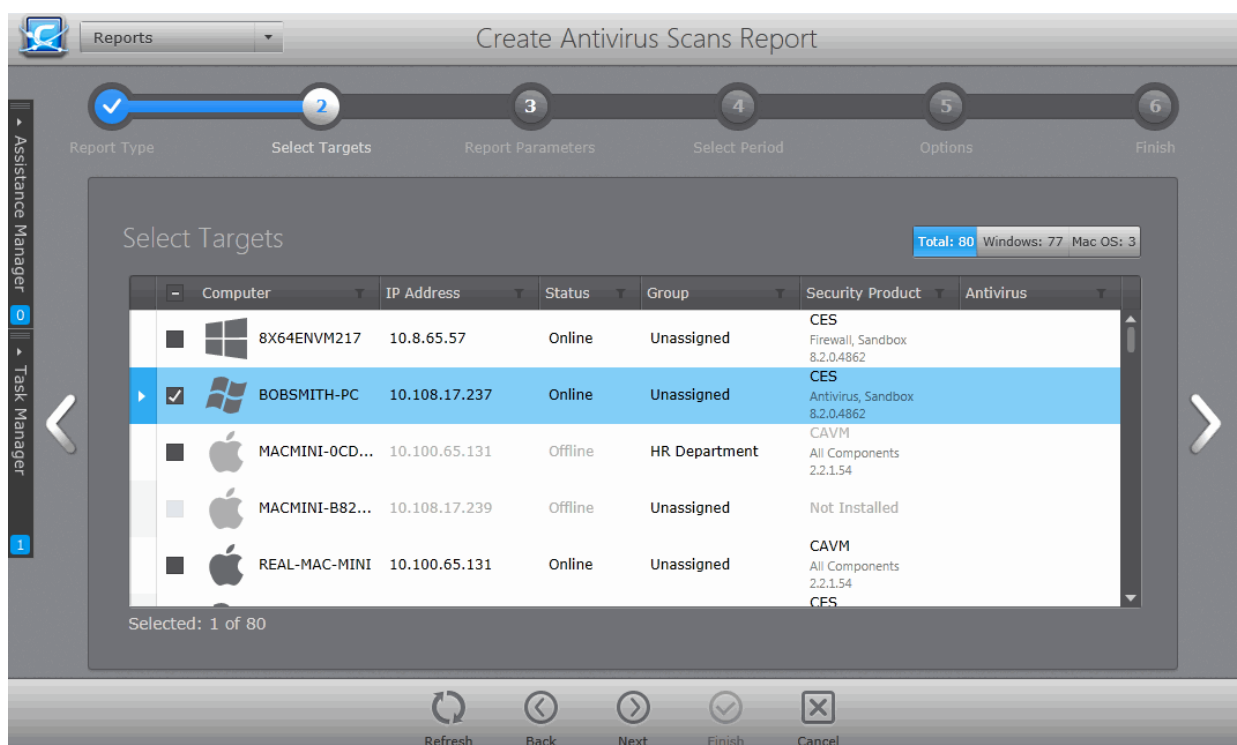 Reports
Create Antivirus Scans Report
2
3
4
5
6
Report Type
Select Targets
Report Parameters
Select Period
Options
Finish
Assistance Manager
0
Task Manager
1
Select Targets
Total: 80 Windows: 77 Mac OS: 3
Computer IP Address Status Group Security Product Antivirus
8X64ENVM217 10.8.65.57 Online Unassigned CES
Firewall, Sandbox
8.2.0.4862
BOBSMITH-PC 10.108.17.237 Online Unassigned CES
Antivirus, Sandbox
8.2.0.4862
MACMINI-0CD... 10.100.65.131 Offline HR Department CAVM
All Components
2.2.1.54
MACMINI-B82... 10.108.17.239 Offline Unassigned Not Installed
REAL-MAC-MINI 10.100.65.131 Online Unassigned CAVM
All Components
2.2.1.54
CES
Selected: 1 of 80
Refresh
Back
Next
Finish
Cancel